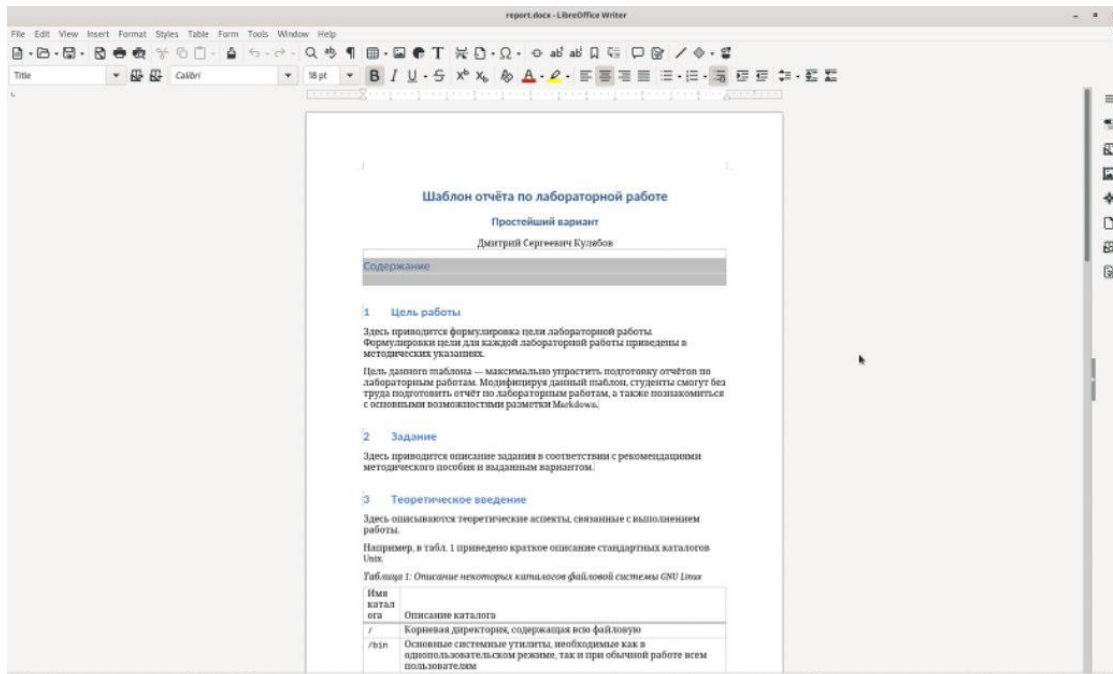 report.docx - LibreOffice Writer
File Edit View Insert Format Styles Table Form Tools Window Help
Title Calibri 18 pt
Шаблон отчёта по лабораторной работе
Простейший вариант
Дмитрий Сергеевич Кулябов
Содержание
1 Цель работы
Здесь приводится формулировка цели лабораторной работы.
Формулировки цели для каждой лабораторной работы приведены в
методических указаниях.
Цель данного шаблона — максимально упростить подготовку отчётов по
лабораторным работам. Модифицируя данный шаблон, студенты смогут без
труда подготовить отчёт по лабораторным работам, а также познакомиться
с основными возможностями разметки Markdown.
2 Задание
Здесь приводится описание задания в соответствии с рекомендациями
методического пособия и выданным вариантом.
3 Теоретическое введение
Здесь описываются теоретические аспекты, связанные с выполнением
работы.
Например, в табл. 1 приведено краткое описание стандартных каталогов
Unix.
Таблица 1: Описание некоторых каталогов файловой системы GNU Linux
Имя
катал
ога Описание каталога
/ Корневая директория, содержащая всю файловую
/bin Основные системные утилиты, необходимые как в
однопользовательском режиме, так и при обычной работе всем
пользователям